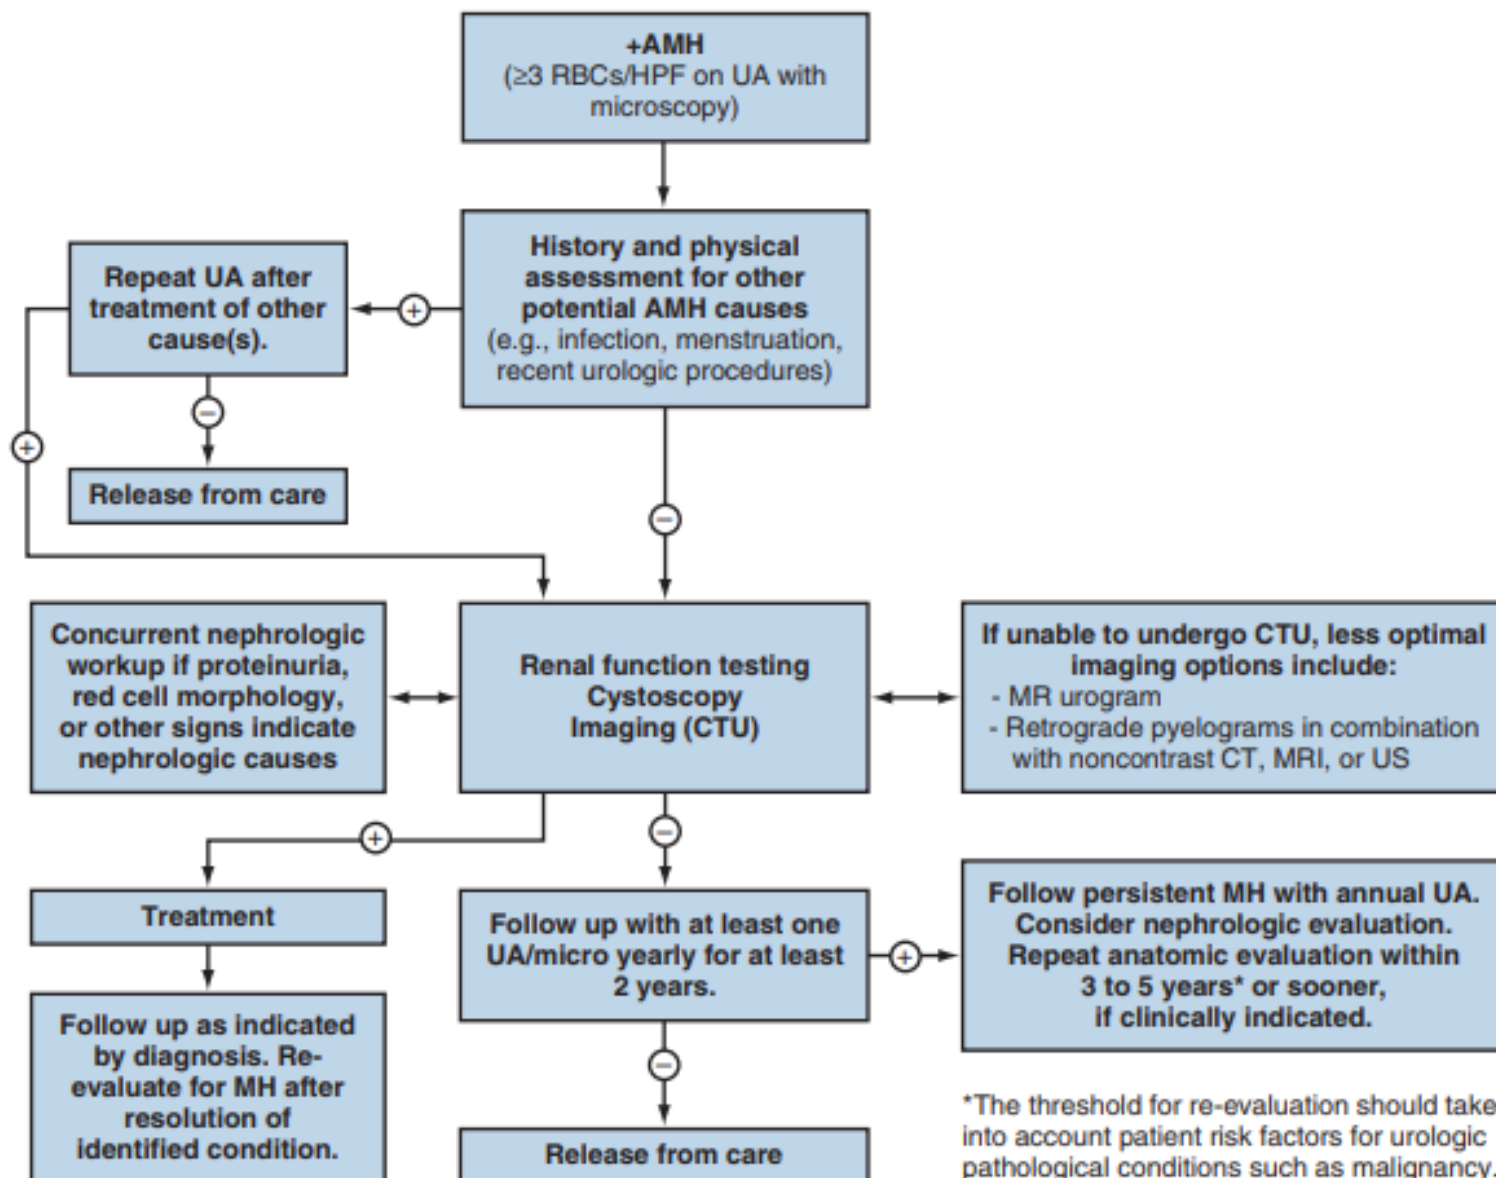 +AMH
(≥3 RBCs/HPF on UA with
microscopy)
History and physical
assessment for other
potential AMH causes
(e.g., infection, menstruation,
recent urologic procedures)
+
Repeat UA after
treatment of other
cause(s).
−
+
Release from care
−
Concurrent nephrologic
workup if proteinuria,
red cell morphology,
or other signs indicate
nephrologic causes
Renal function testing
Cystoscopy
Imaging (CTU)
If unable to undergo CTU, less optimal
imaging options include:
- MR urogram
- Retrograde pyelograms in combination
with noncontrast CT, MRI, or US
+
−
Treatment
Follow up with at least one
UA/micro yearly for at least
2 years.
+
Follow persistent MH with annual UA.
Consider nephrologic evaluation.
Repeat anatomic evaluation within
3 to 5 years* or sooner,
if clinically indicated.
Follow up as indicated
by diagnosis. Re-
evaluate for MH after
resolution of
identified condition.
−
Release from care
*The threshold for re-evaluation should take
into account patient risk factors for urologic
pathological conditions such as malignancy.